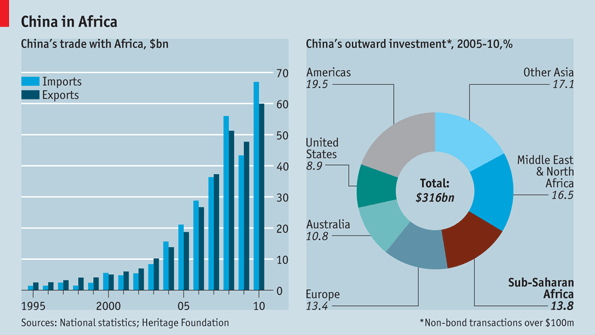 China in Africa
China's trade with Africa, $bn
Imports
Exports
70
60
50
40
30
20
10
0
1995
2000
05
10
Sources: National statistics; Heritage Foundation
China's outward investment*, 2005-10,%
Americas
19.5
Other Asia
17.1
United
States
8.9
Middle East
& North
Africa
16.5
Total:
$316bn
Australia
10.8
Europe
13.4
Sub-Saharan
Africa
13.8
*Non-bond transactions over $100m